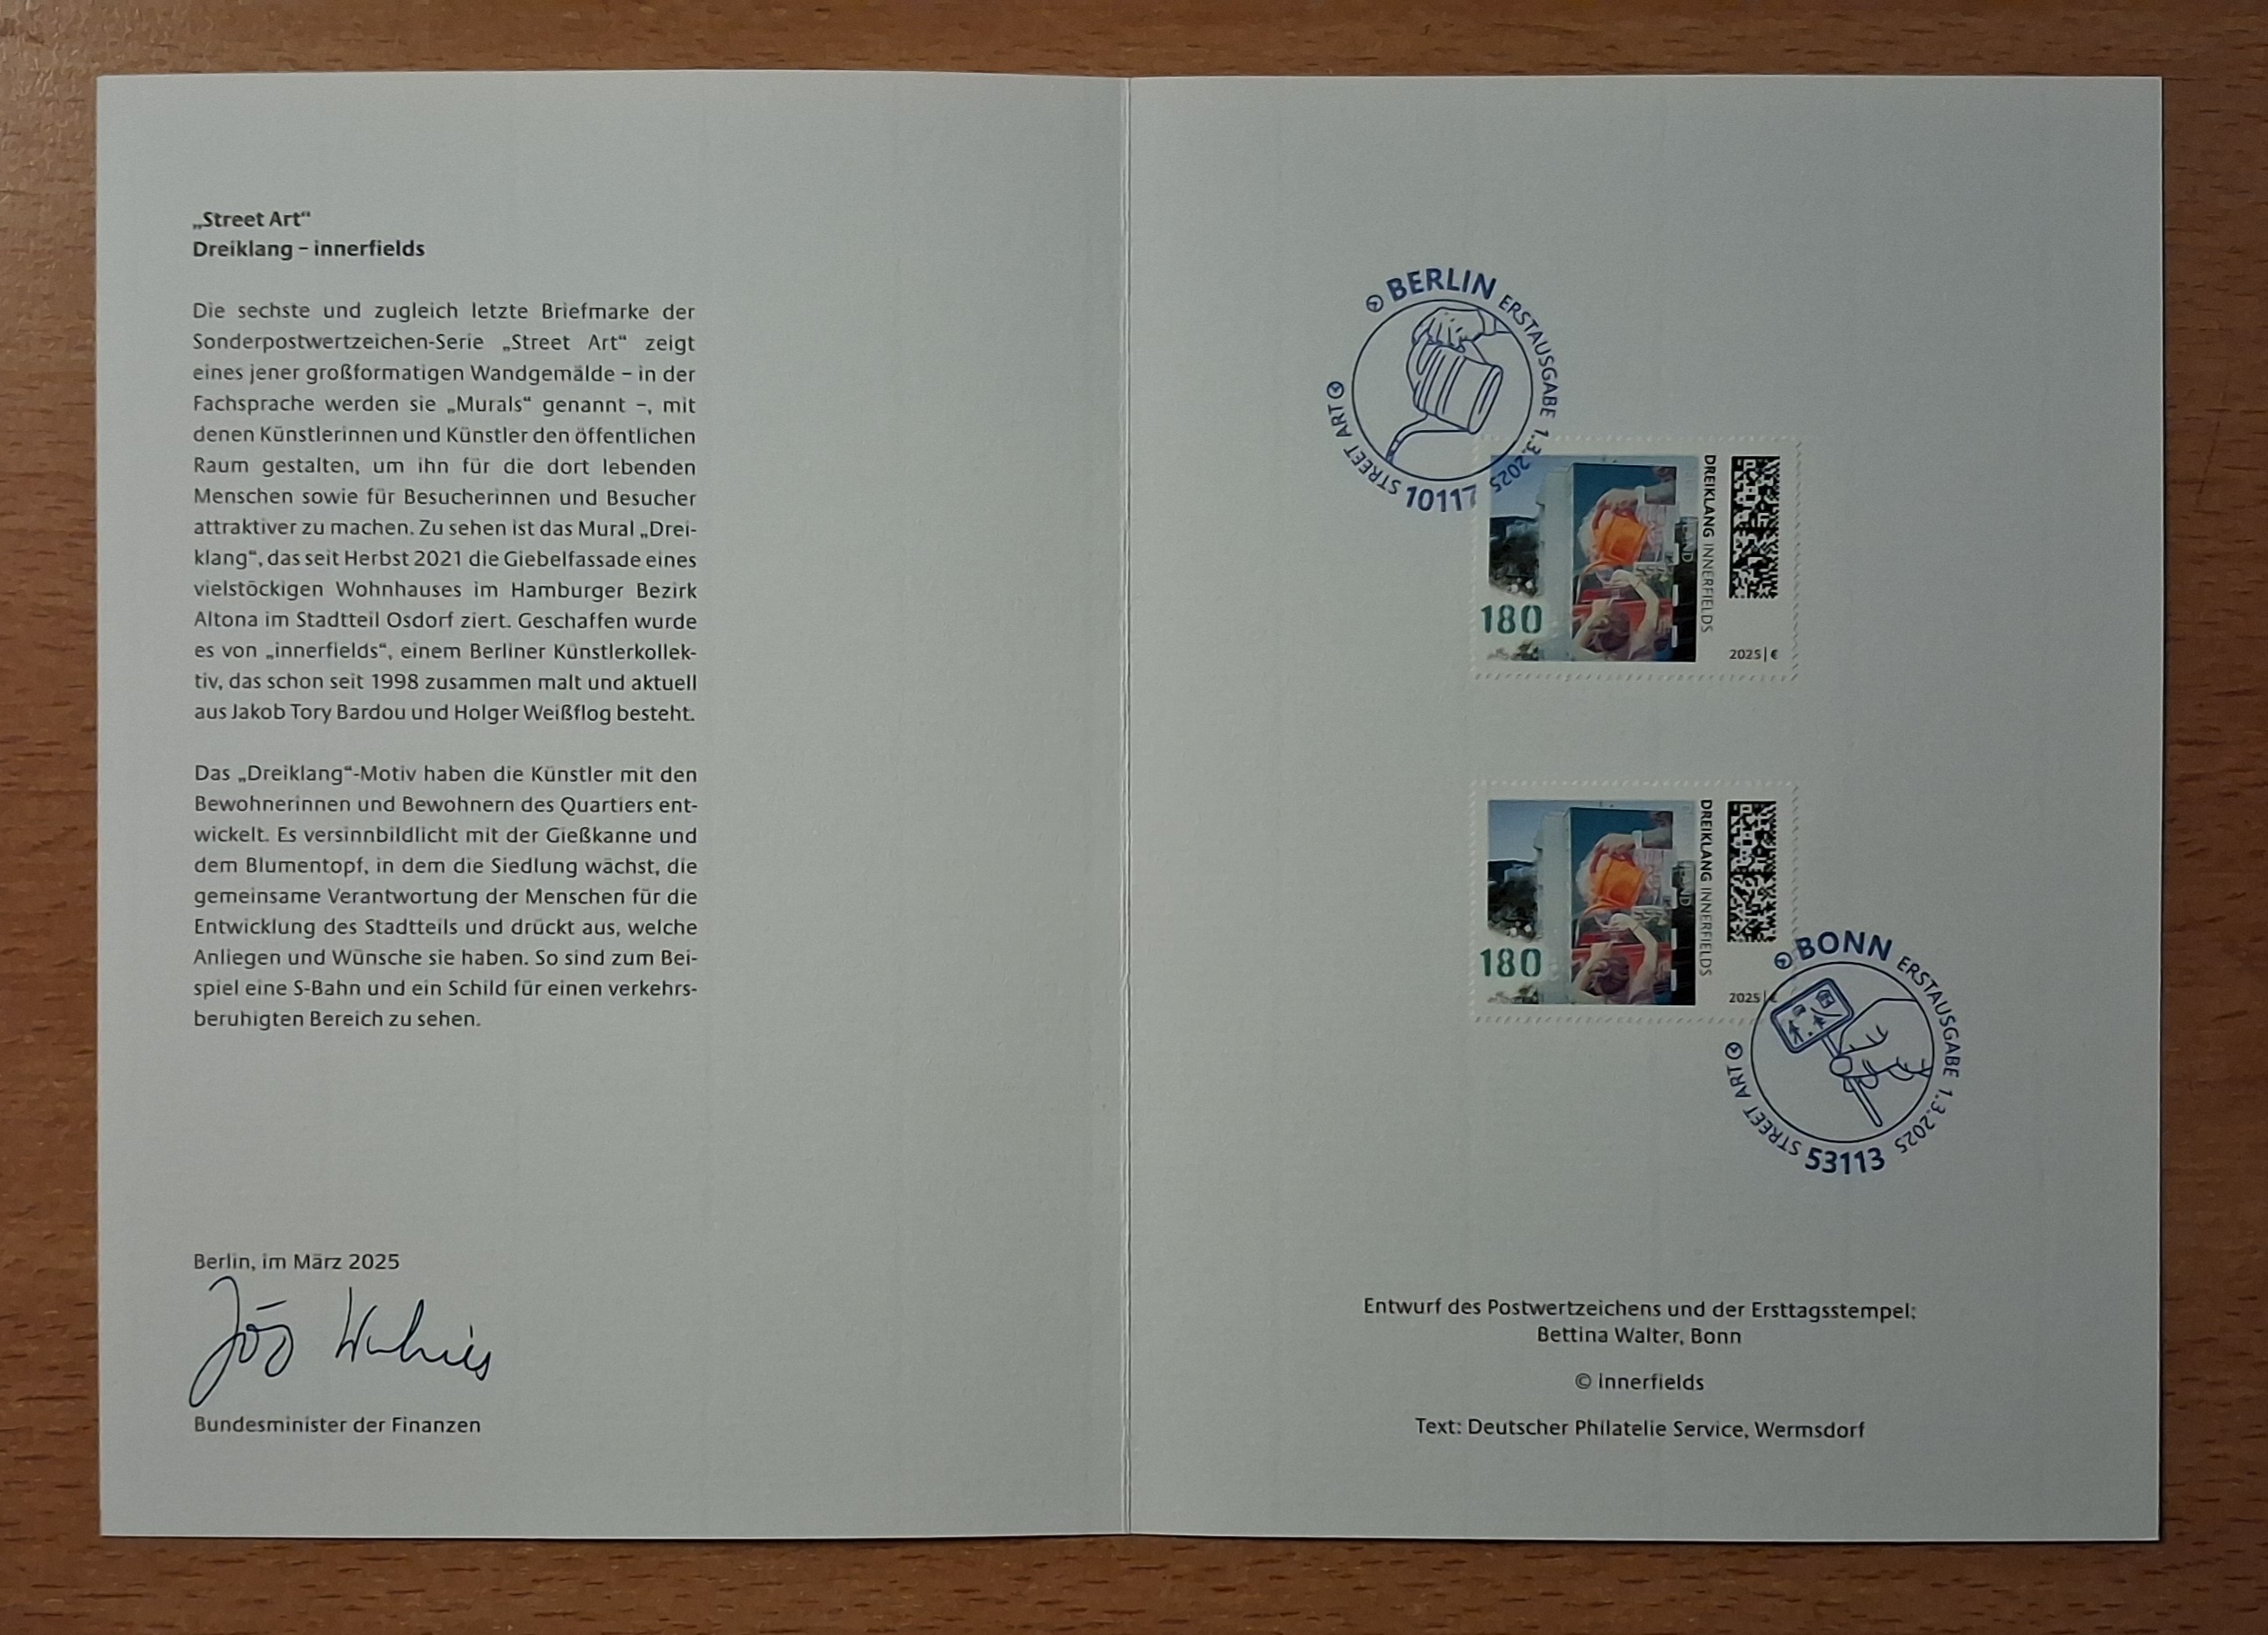 „Street Art“
Dreiklang – innerfields
Die sechste und zugleich letzte Briefmarke der
Sonderpostwertzeichen-Serie „Street Art“ zeigt
eines jener großformatigen Wandgemälde – in der
Fachsprache werden sie „Murals“ genannt –, mit
denen Künstlerinnen und Künstler den öffentlichen
Raum gestalten, um ihn für die dort lebenden
Menschen sowie für Besucherinnen und Besucher
attraktiver zu machen. Zu sehen ist das Mural „Drei-
klang“, das seit Herbst 2021 die Giebelfassade eines
vielstöckigen Wohnhauses im Hamburger Bezirk
Altona im Stadtteil Osdorf ziert. Geschaffen wurde
es von „innerfields“, einem Berliner Künstlerkollek-
tiv, das schon seit 1998 zusammen malt und aktuell
aus Jakob Tory Bardou und Holger Weißflog besteht.
Das „Dreiklang“-Motiv haben die Künstler mit den
Bewohnerinnen und Bewohnern des Quartiers ent-
wickelt. Es versinnbildlicht mit der Gießkanne und
dem Blumentopf, in dem die Siedlung wächst, die
gemeinsame Verantwortung der Menschen für die
Entwicklung des Stadtteils und drückt aus, welche
Anliegen und Wünsche sie haben. So sind zum Bei-
spiel eine S-Bahn und ein Schild für einen verkehrs-
beruhigten Bereich zu sehen.
Berlin, im März 2025
Bundesminister der Finanzen
BERLIN ERSTAUSGABE 1.3.2025
STREET ART
10117
DREIKLANG INNERFIELDS
180
2025 | €
DREIKLANG INNERFIELDS
180
2025 | €
BONN ERSTAUSGABE 1.3.2025
STREET ART
53113
Entwurf des Postwertzeichens und der Ersttagsstempel:
Bettina Walter, Bonn
© innerfields
Text: Deutscher Philatelie Service, Wermsdorf